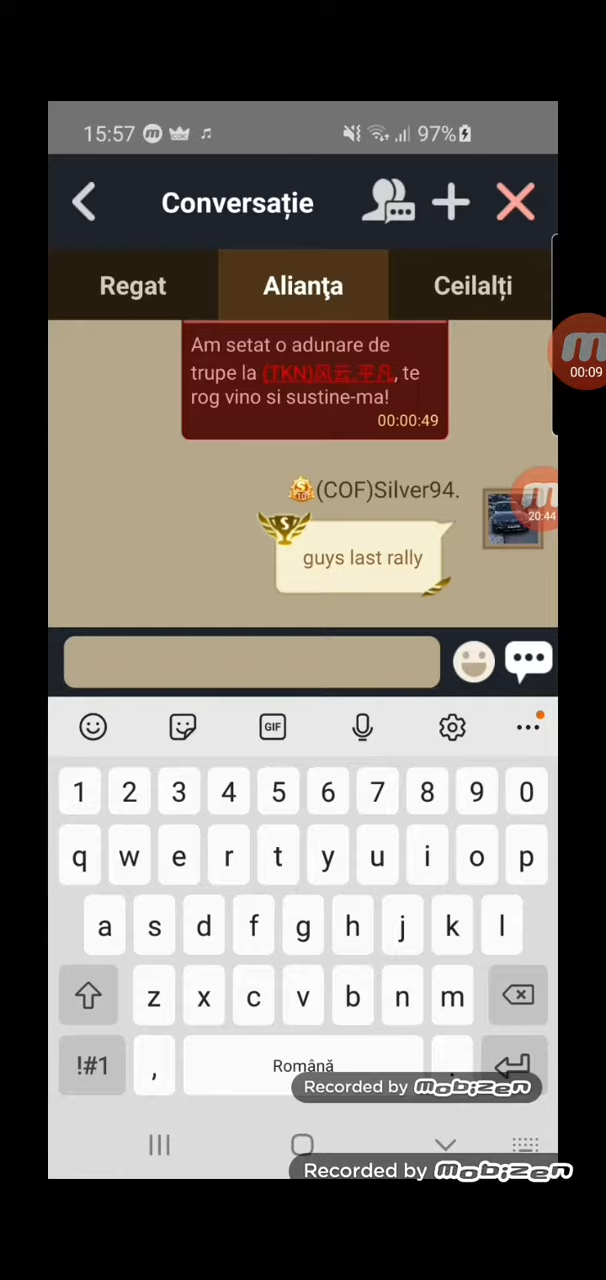 15:57 97%
Conversație
Regat Alianţa Ceilalți
Am setat o adunare de
trupe la (TKN)风云.平凡, te
rog vino si sustine-ma!
00:00:49
00:09
(COF)Silver94.
20:44
guys last rally
GIF
1 2 3 4 5 6 7 8 9 0
q w e r t y u i o p
a s d f g h j k l
z x c v b n m
!#1 , Română .
Recorded by mobizen
Recorded by mobizen